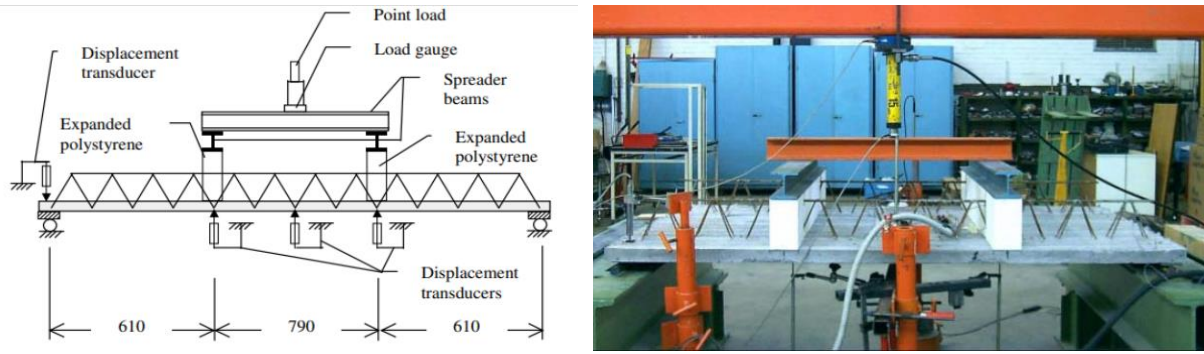 Point load
Displacement
transducer
Load gauge
Spreader
beams
Expanded
polystyrene
Expanded
polystyrene
Displacement
transducers
610
790
610